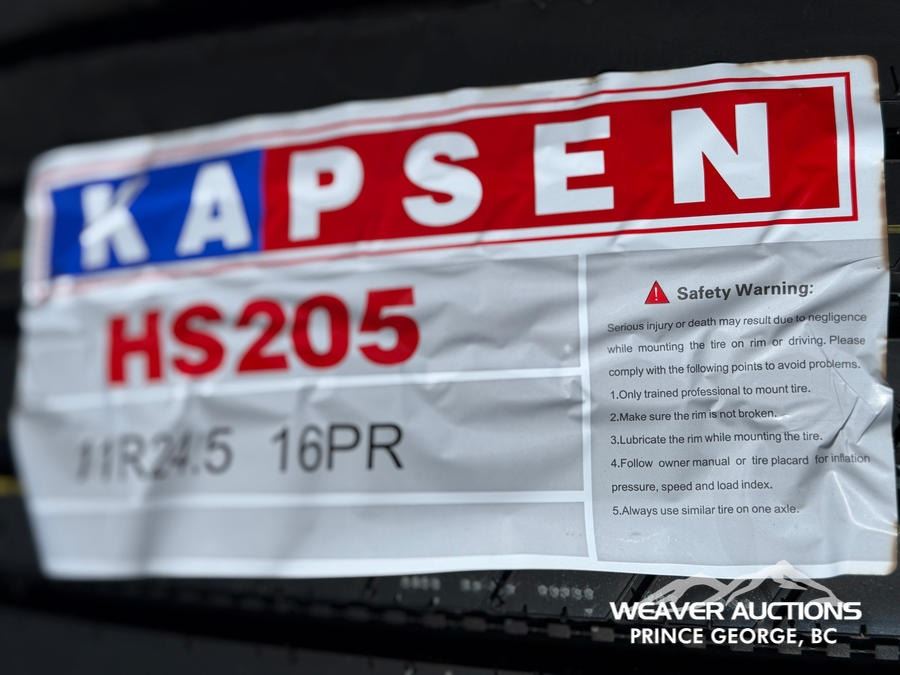 KAPSEN
HS205
11R24.5 16PR
Safety Warning:
Serious injury or death may result due to negligence
while mounting the tire on rim or driving. Please
comply with the following points to avoid problems.
1.Only trained professional to mount tire.
2.Make sure the rim is not broken.
3.Lubricate the rim while mounting the tire.
4.Follow owner manual or tire placard for inflation
pressure, speed and load index.
5.Always use similar tire on one axle.
WEAVER AUCTIONS
PRINCE GEORGE, BC